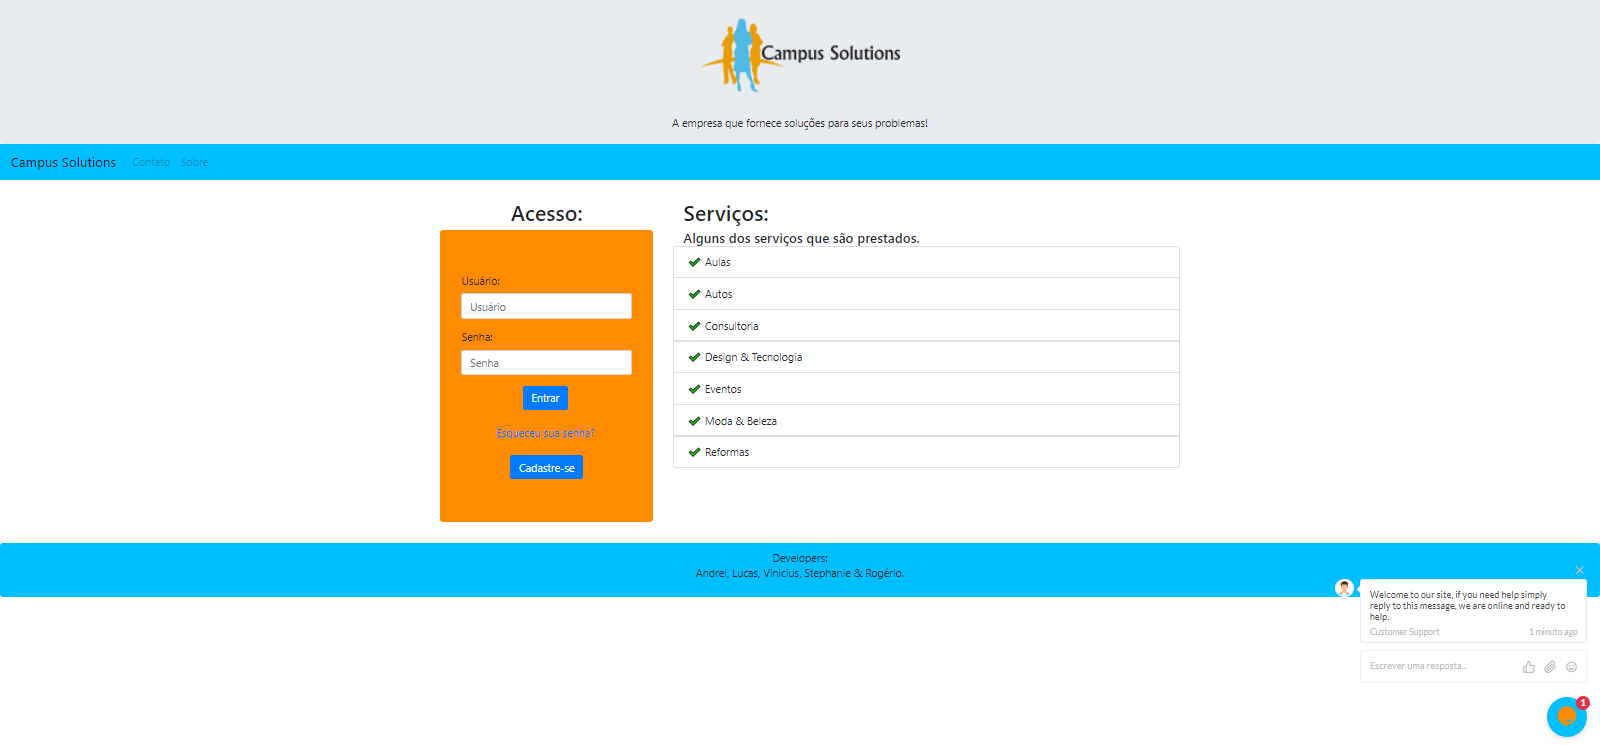 Campus Solutions
A empresa que fornece soluções para seus problemas!
Campus Solutions Contato Sobre
Acesso:
Usuário:
Usuário
Senha:
Senha
Entrar
Esqueceu sua senha?
Cadastre-se
Serviços:
Alguns dos serviços que são prestados.
Aulas
Autos
Consultoria
Design & Tecnologia
Eventos
Moda & Beleza
Reformas
Developers:
Andrei, Lucas, Vinicius, Stephanie & Rogério.
Welcome to our site, if you need help simply
reply to this message, we are online and ready to
help.
Customer Support 1 minuto ago
Escrever uma resposta..
1